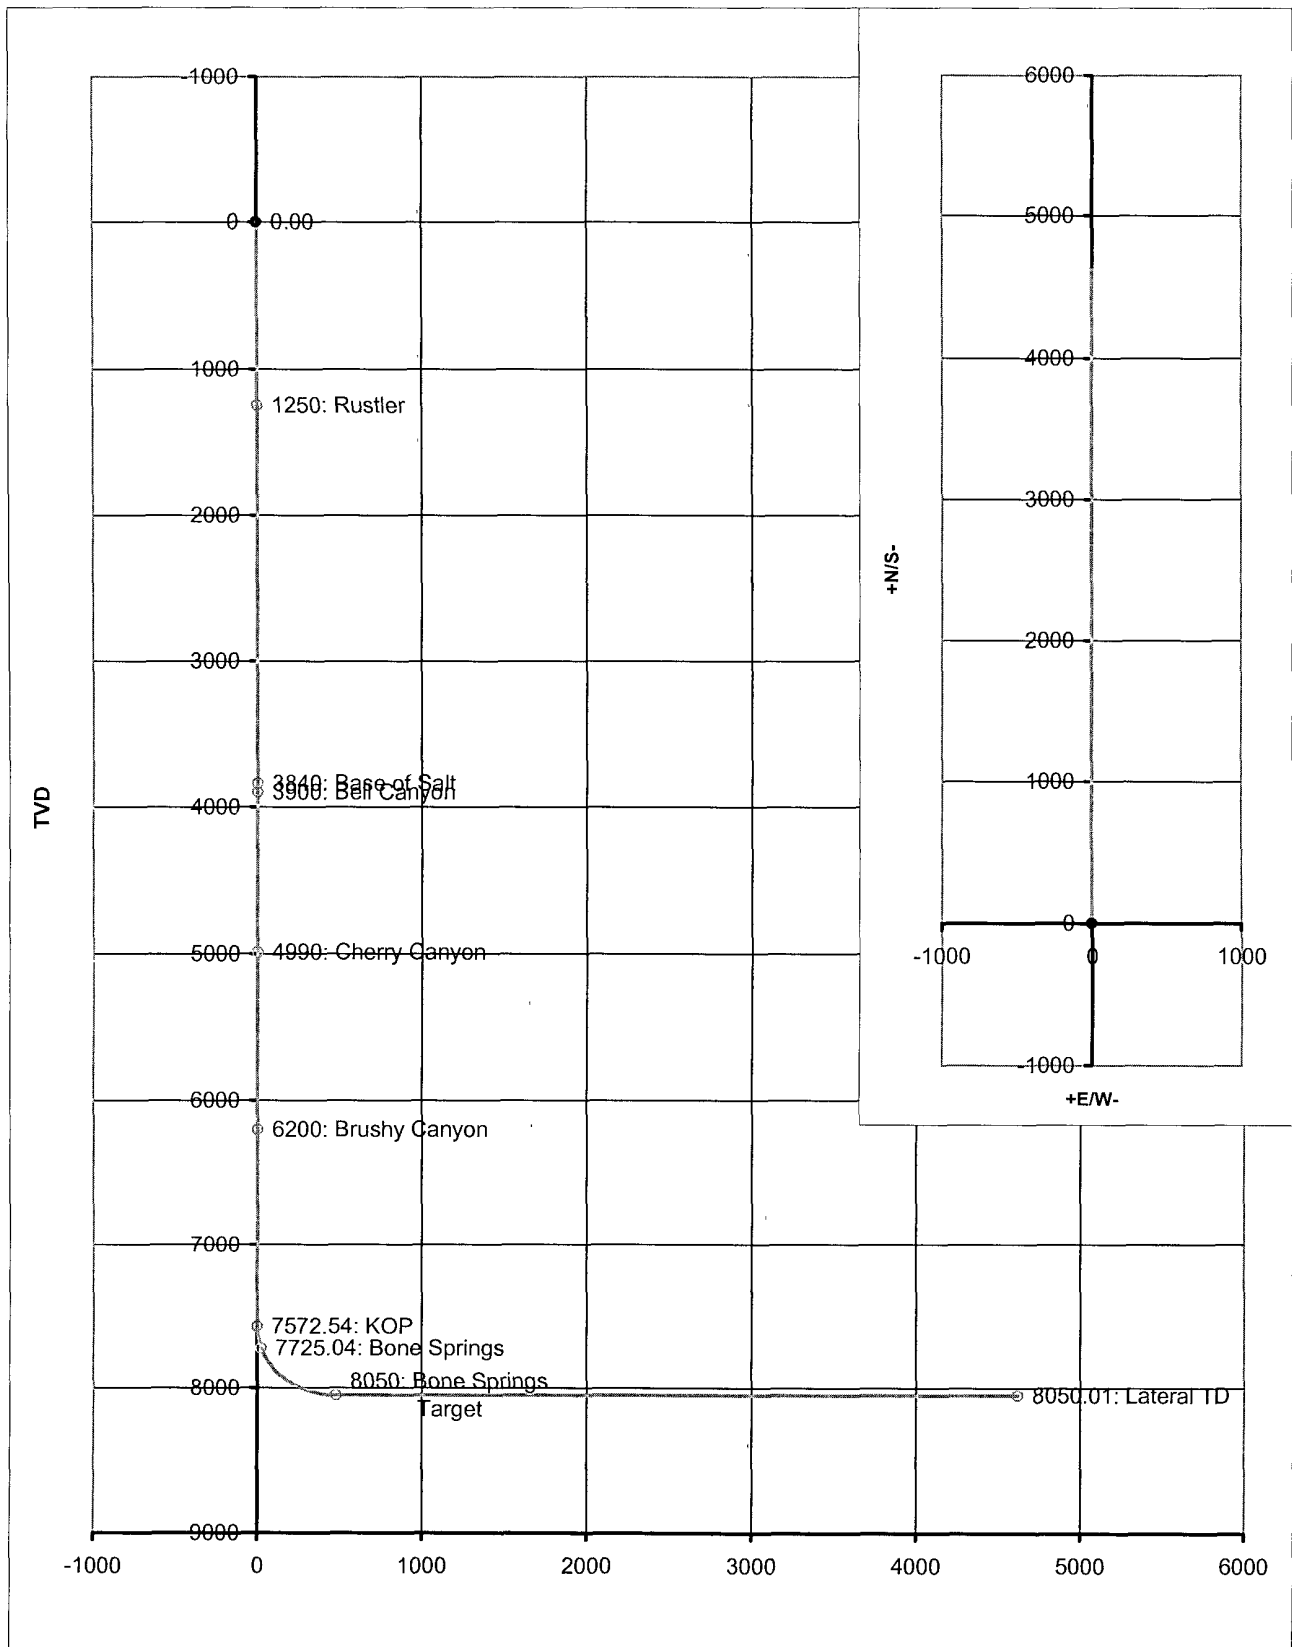 -1000
0
0.00
1000
1250: Rustler
2000
3000
3840: Base of Salt
3900: Bell Canyon
4000
TVD
4990: Cherry Canyon
5000
6000
6200: Brushy Canyon
7000
7572.54: KOP
7725.04: Bone Springs
8000
8050: Bone Springs
Target
8050.01: Lateral TD
9000
-1000 0 1000 2000 3000 4000 5000 6000
6000
5000
4000
3000
+N/S-
2000
1000
0
-1000 0 1000
-1000
+E/W-